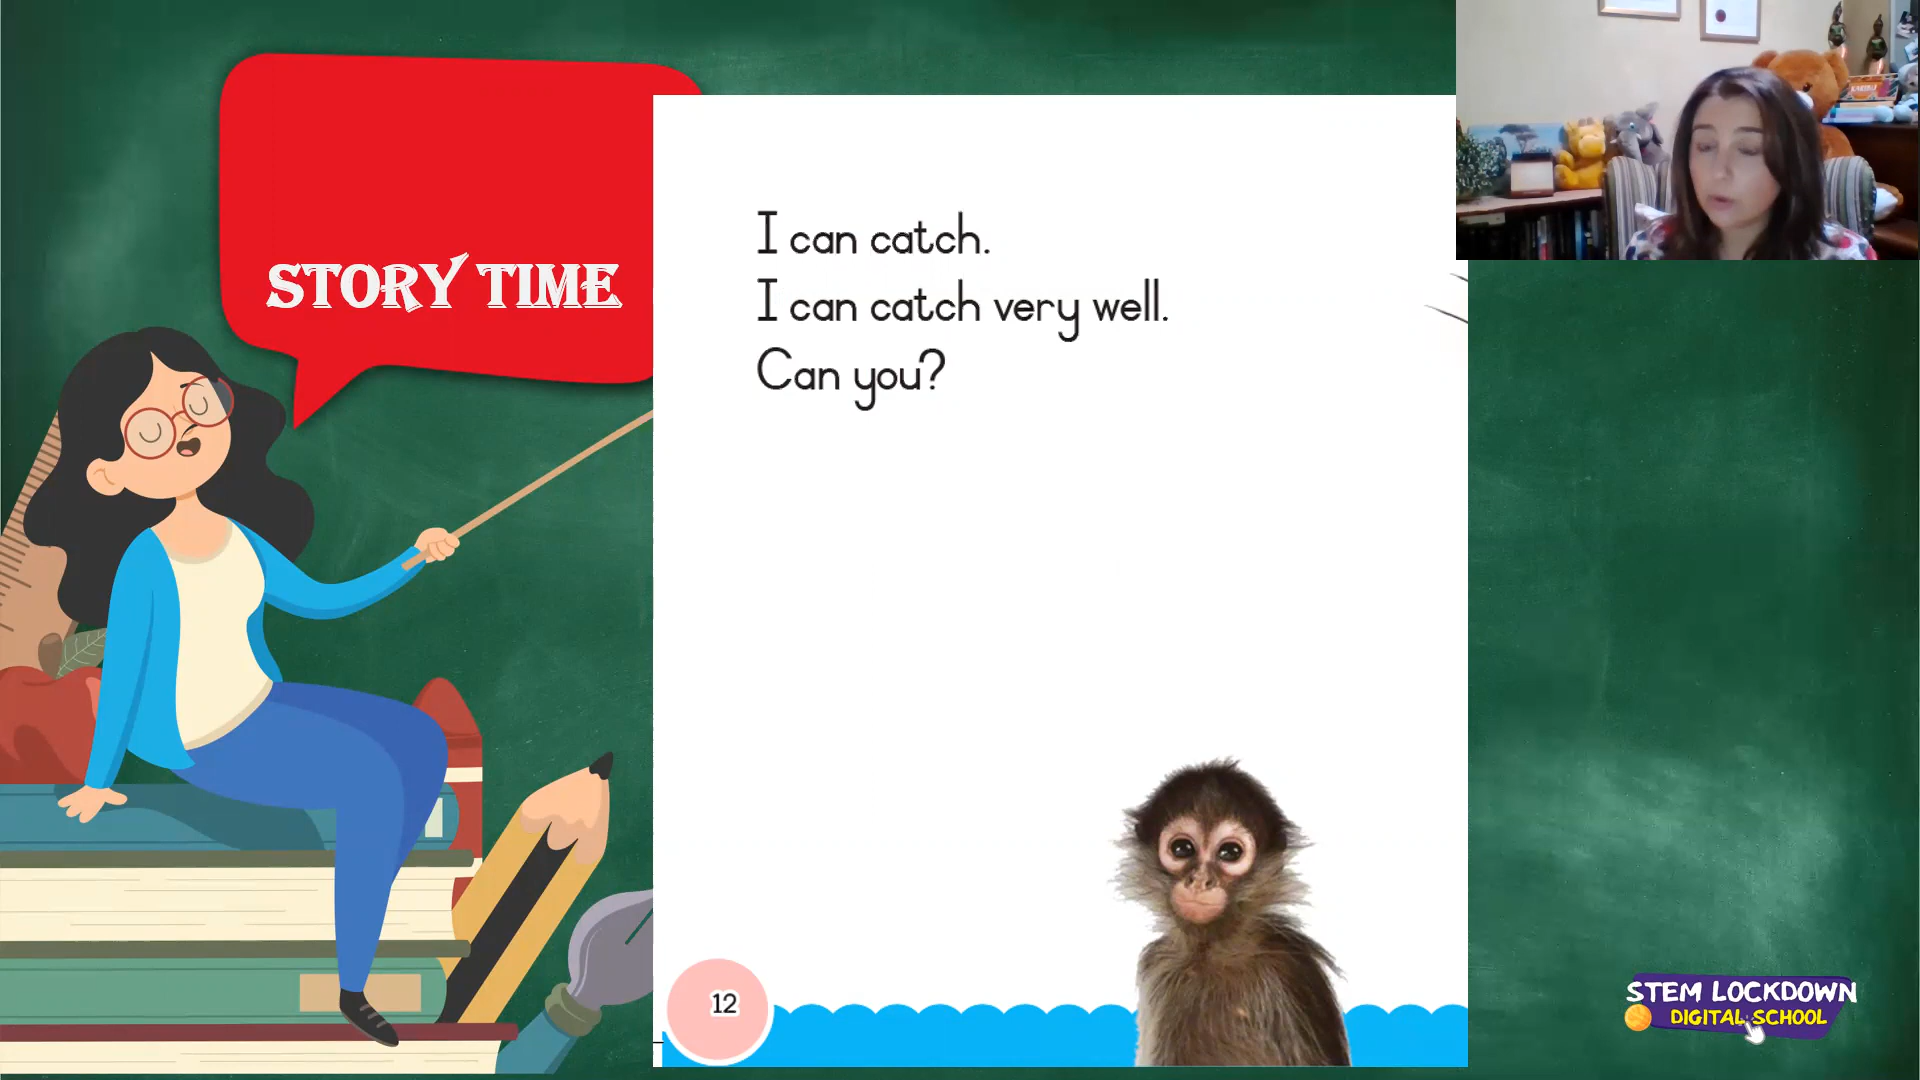 STORY TIME
I can catch.
I can catch very well.
Can you?
12
STEM LOCKDOWN
DIGITAL SCHOOL